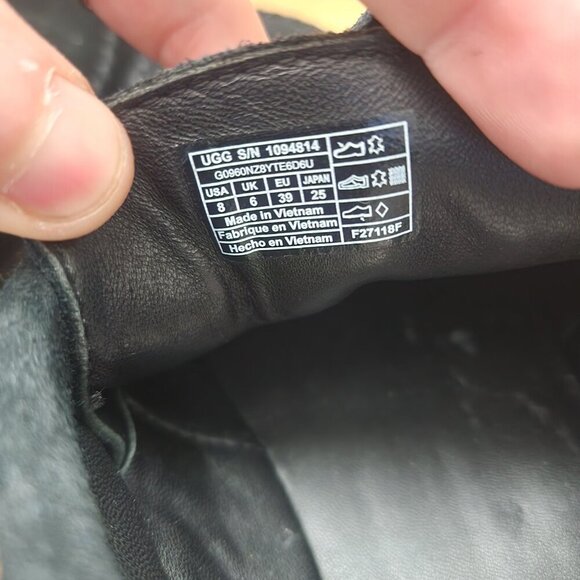 UGG S/N 1094814
G0960NZ8YTE6D6U
USA UK EU JAPAN
8 6 39 25
Made in Vietnam
Fabrique en Vietnam
Hecho en Vietnam
F27118F